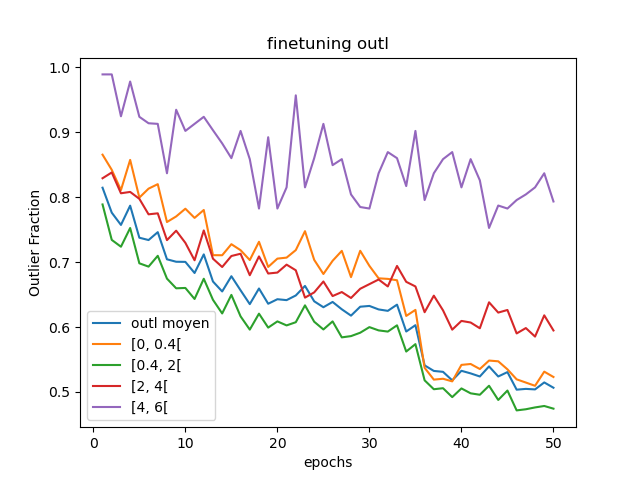 finetuning outl
1.0
0.9
0.8
0.7
0.6
0.5
Outlier Fraction
outl moyen
[0, 0.4[
[0.4, 2[
[2, 4[
[4, 6[
0 10 20 30 40 50
epochs